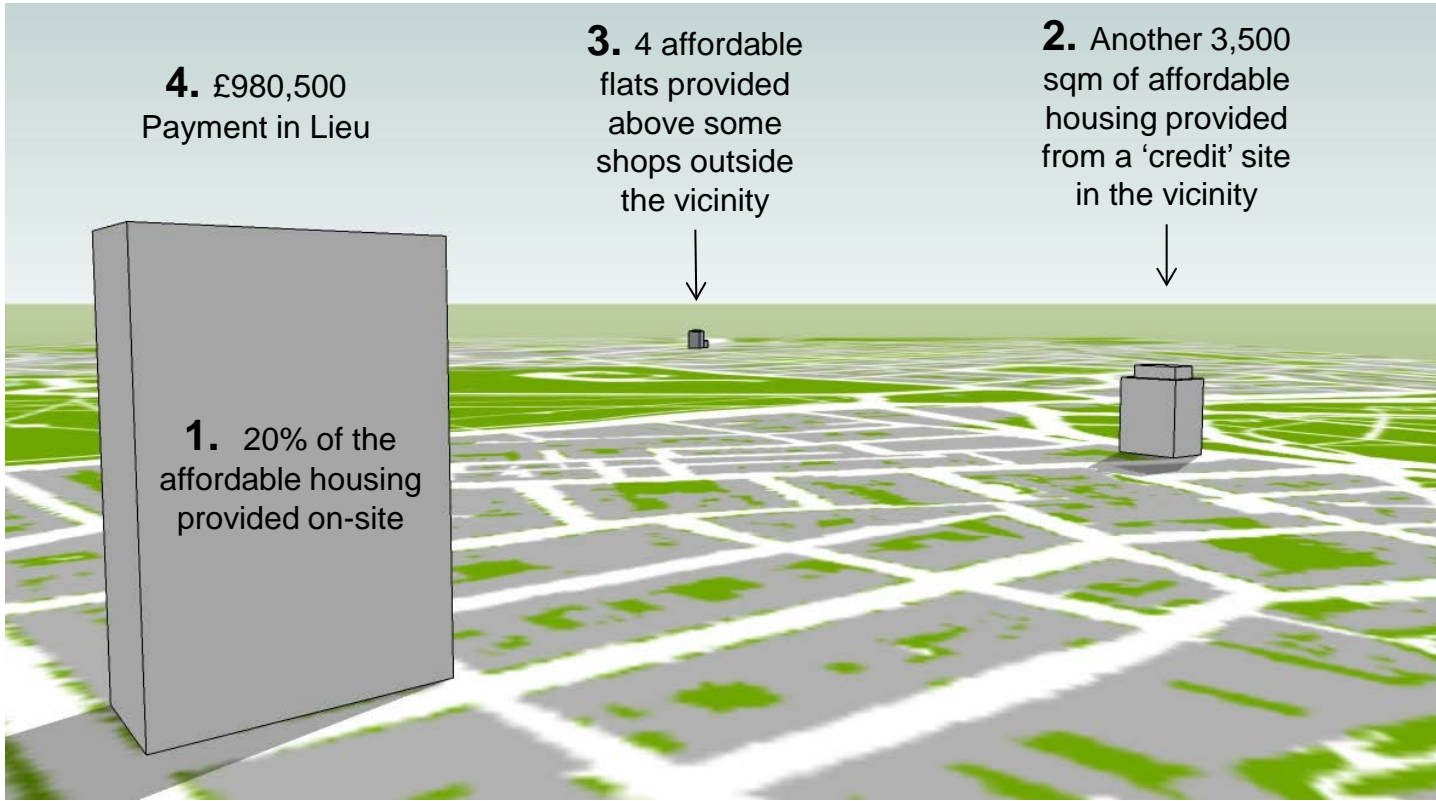 4. £980,500
Payment in Lieu
3. 4 affordable
flats provided
above some
shops outside
the vicinity
2. Another 3,500
sqm of affordable
housing provided
from a ‘credit’ site
in the vicinity
1. 20% of the
affordable housing
provided on-site